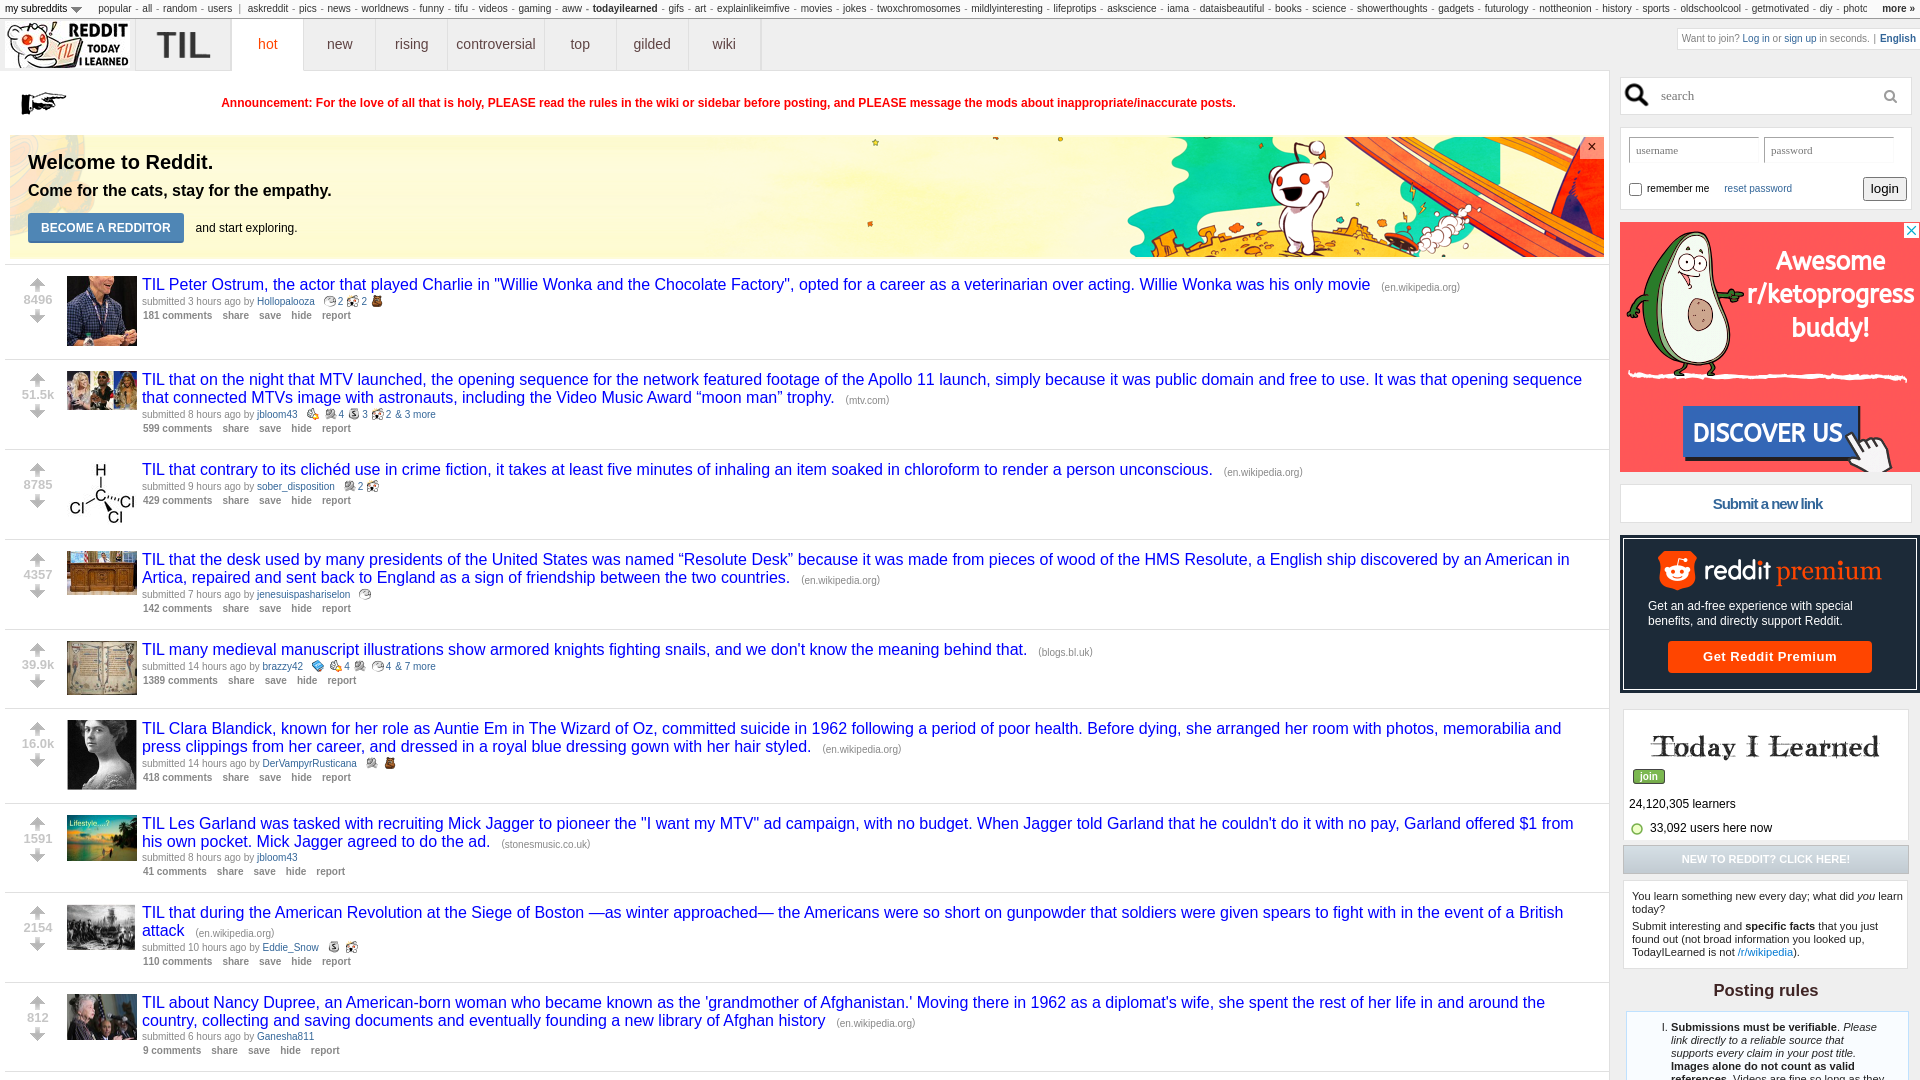 my subreddits popular - all - random - users | askreddit - pics - news - worldnews - funny - tifu - videos - gaming - aww - todayilearned - gifs - art - explainlikeimfive - movies - jokes - twoxchromosomes - mildlyinteresting - lifeprotips - askscience - iama - dataisbeautiful - books - science - showerthoughts - gadgets - futurology - nottheonion - history - sports - oldschoolcool - getmotivated - diy - photo more »
REDDIT
TODAY
I LEARNED
TIL
TIL hot new rising controversial top gilded wiki
Want to join? Log in or sign up in seconds. | English
Announcement: For the love of all that is holy, PLEASE read the rules in the wiki or sidebar before posting, and PLEASE message the mods about inappropriate/inaccurate posts.
Welcome to Reddit.
Come for the cats, stay for the empathy.
BECOME A REDDITOR and start exploring.
×
8496
TIL Peter Ostrum, the actor that played Charlie in "Willie Wonka and the Chocolate Factory", opted for a career as a veterinarian over acting. Willie Wonka was his only movie (en.wikipedia.org)
submitted 3 hours ago by Hollopalooza 2 2
181 comments share save hide report
51.5k
TIL that on the night that MTV launched, the opening sequence for the network featured footage of the Apollo 11 launch, simply because it was public domain and free to use. It was that opening sequence
that connected MTVs image with astronauts, including the Video Music Award “moon man” trophy. (mtv.com)
submitted 8 hours ago by jbloom43 4 3 2 & 3 more
599 comments share save hide report
8785
H
Cl C Cl
Cl
TIL that contrary to its clichéd use in crime fiction, it takes at least five minutes of inhaling an item soaked in chloroform to render a person unconscious. (en.wikipedia.org)
submitted 9 hours ago by sober_disposition 2
429 comments share save hide report
4357
TIL that the desk used by many presidents of the United States was named “Resolute Desk” because it was made from pieces of wood of the HMS Resolute, a English ship discovered by an American in
Artica, repaired and sent back to England as a sign of friendship between the two countries. (en.wikipedia.org)
submitted 7 hours ago by jenesuispashariselon
142 comments share save hide report
39.9k
TIL many medieval manuscript illustrations show armored knights fighting snails, and we don't know the meaning behind that. (blogs.bl.uk)
submitted 14 hours ago by brazzy42 4 4 & 7 more
1389 comments share save hide report
16.0k
TIL Clara Blandick, known for her role as Auntie Em in The Wizard of Oz, committed suicide in 1962 following a period of poor health. Before dying, she arranged her room with photos, memorabilia and
press clippings from her career, and dressed in a royal blue dressing gown with her hair styled. (en.wikipedia.org)
submitted 14 hours ago by DerVampyrRusticana
418 comments share save hide report
1591
Lifestyle....?
TIL Les Garland was tasked with recruiting Mick Jagger to pioneer the "I want my MTV" ad campaign, with no budget. When Jagger told Garland that he couldn't do it with no pay, Garland offered $1 from
his own pocket. Mick Jagger agreed to do the ad. (stonesmusic.co.uk)
submitted 8 hours ago by jbloom43
41 comments share save hide report
2154
TIL that during the American Revolution at the Siege of Boston —as winter approached— the Americans were so short on gunpowder that soldiers were given spears to fight with in the event of a British
attack (en.wikipedia.org)
submitted 10 hours ago by Eddie_Snow
110 comments share save hide report
812
TIL about Nancy Dupree, an American-born woman who became known as the 'grandmother of Afghanistan.' Moving there in 1962 as a diplomat's wife, she spent the rest of her life in and around the
country, collecting and saving documents and eventually founding a new library of Afghan history (en.wikipedia.org)
submitted 6 hours ago by Ganesha811
9 comments share save hide report
search
username password
remember me reset password login
Awesome
r/ketoprogress
buddy!
DISCOVER US
Submit a new link
reddit premium
Get an ad-free experience with special
benefits, and directly support Reddit.
Get Reddit Premium
Today I Learned
join
24,120,305 learners
33,092 users here now
NEW TO REDDIT? CLICK HERE!
You learn something new every day; what did you learn
today?
Submit interesting and specific facts that you just
found out (not broad information you looked up,
TodayILearned is not /r/wikipedia).
Posting rules
I. Submissions must be verifiable. Please
link directly to a reliable source that
supports every claim in your post title.
Images alone do not count as valid
references. Videos are fine so long as they